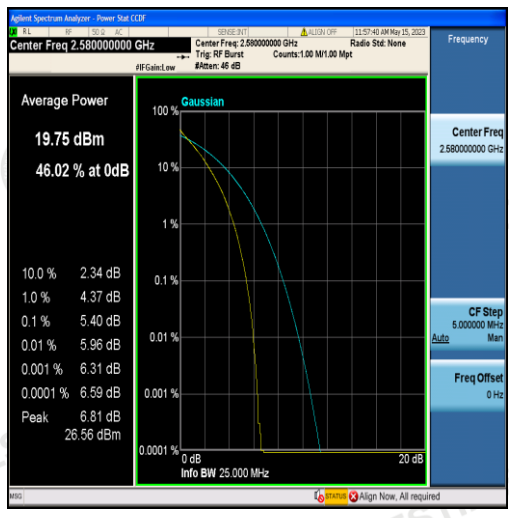 Agilent Spectrum Analyzer - Power Stat CCDF
RL RF 50 Ω AC SENSE:INT ALIGN OFF 11:57:40 AM May 15, 2023
Center Freq 2.580000000 GHz
Center Freq: 2.580000000 GHz Radio Std: None
Trig: RF Burst Counts:1.00 M/1.00 Mpt
#IFGain:Low #Atten: 46 dB
Frequency
Average Power
19.75 dBm
46.02 % at 0dB
10.0 % 2.34 dB
1.0 % 4.37 dB
0.1 % 5.40 dB
0.01 % 5.96 dB
0.001 % 6.31 dB
0.0001 % 6.59 dB
Peak 6.81 dB
26.56 dBm
Gaussian
100 %
10 %
1 %
0.1 %
0.01 %
0.001 %
0.0001 %
0 dB 20 dB
Info BW 25.000 MHz
Center Freq
2.580000000 GHz
CF Step
5.000000 MHz
Auto Man
Freq Offset
0 Hz
MSG STATUS Align Now, All required